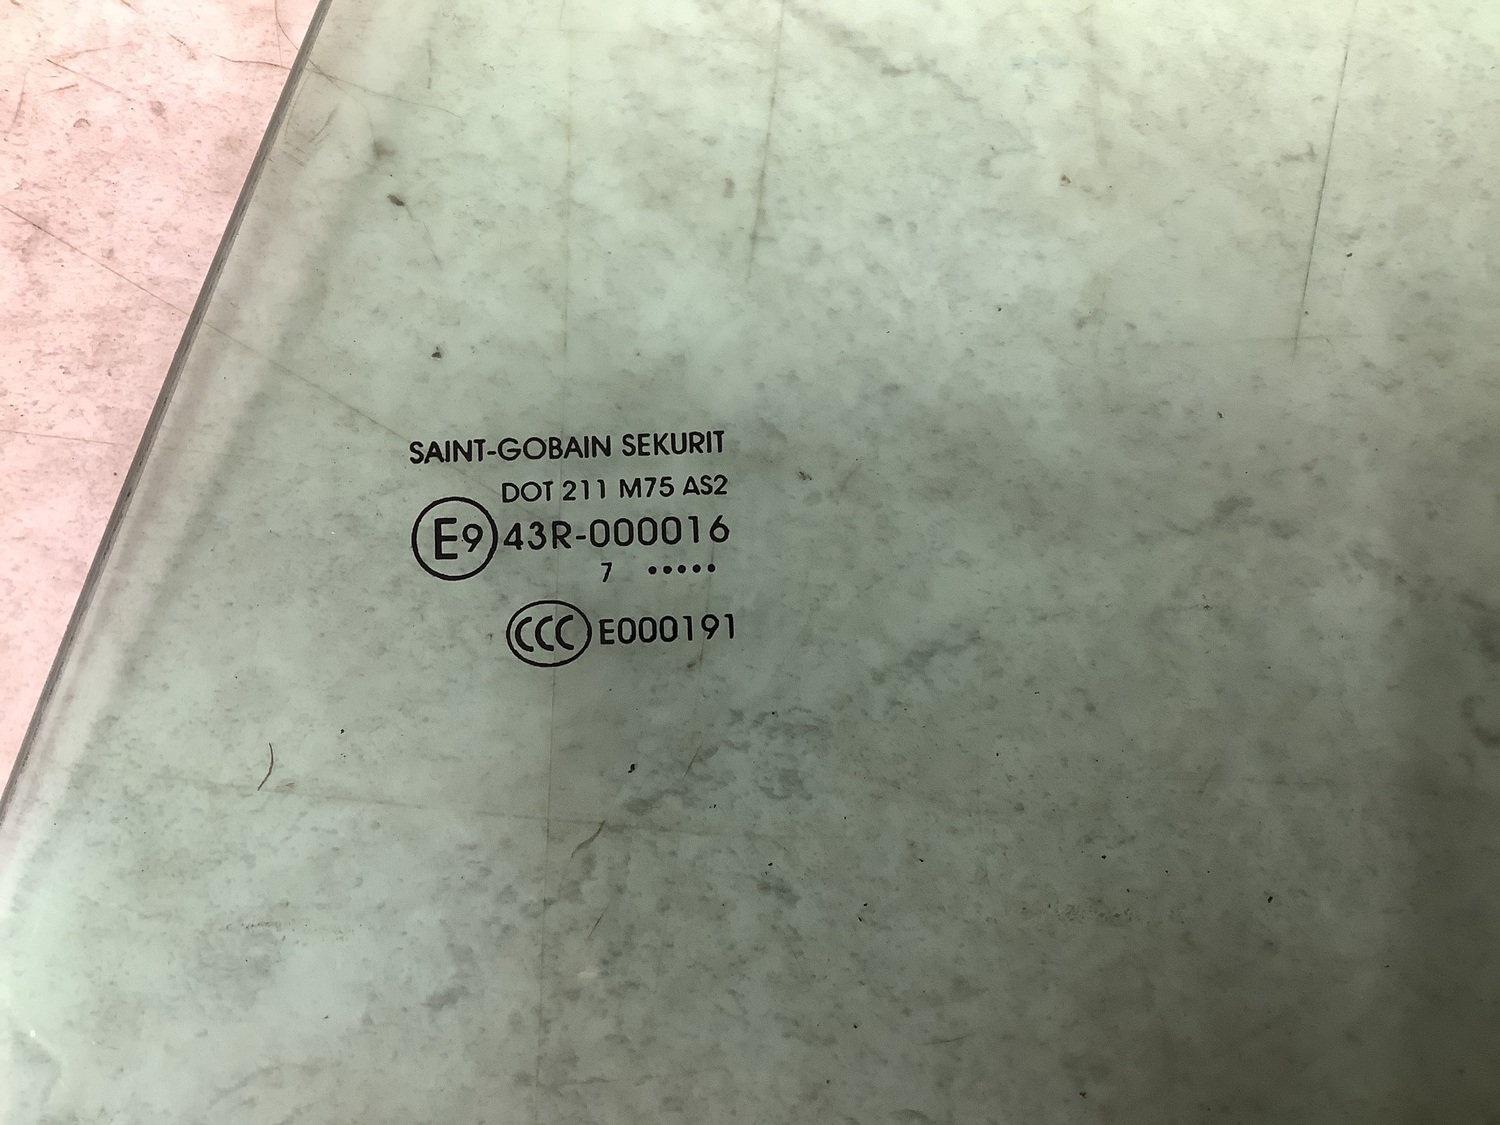 SAINT-GOBAIN SEKURIT
DOT 211 M75 AS2
E9 43R-000016
7 •••••
CCC E000191